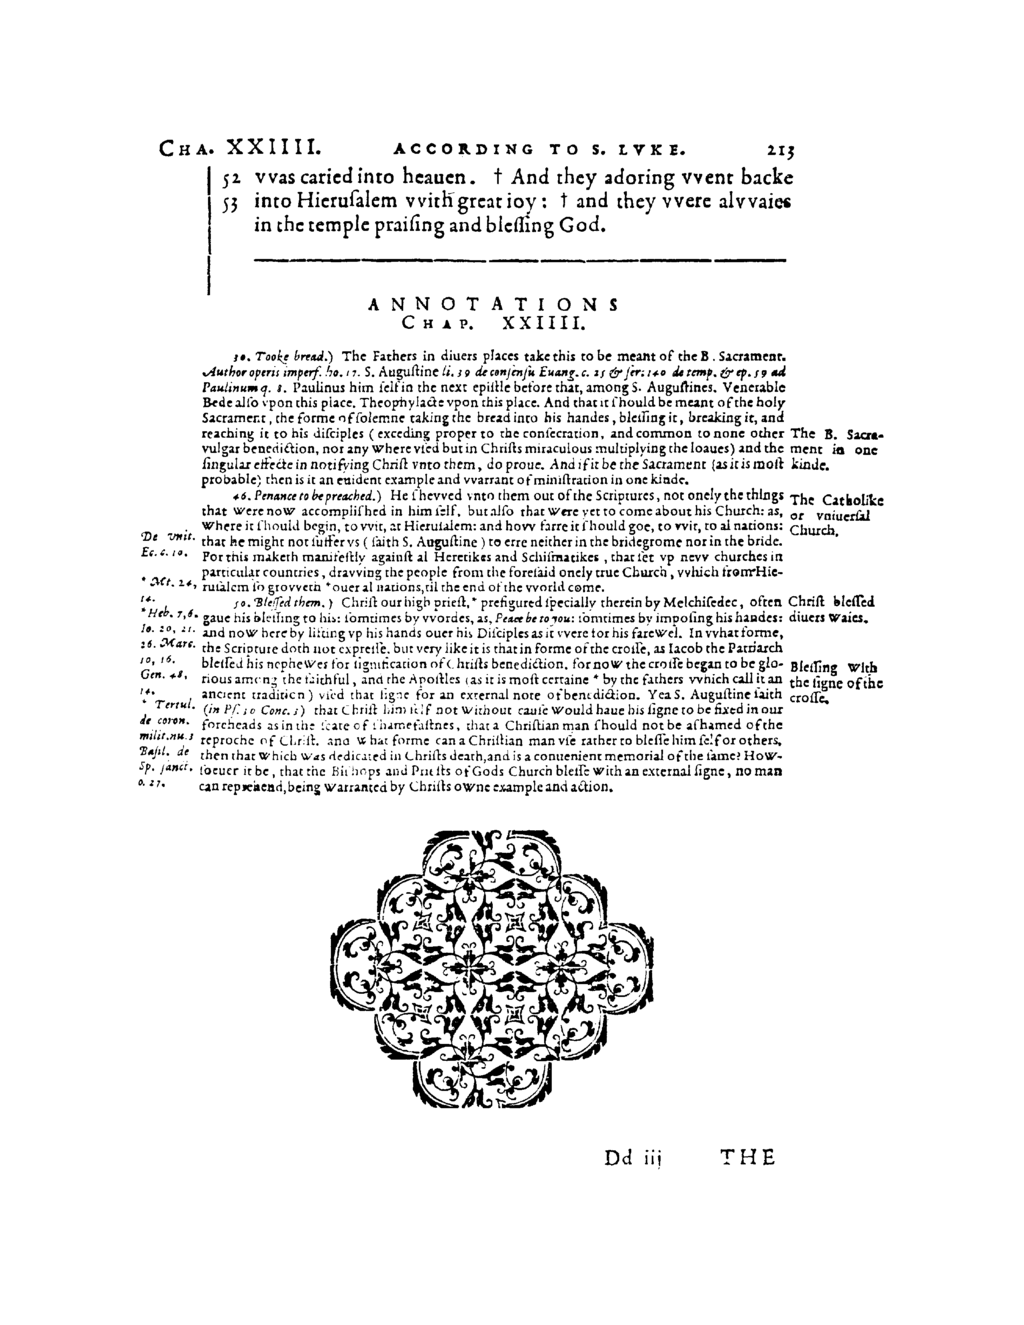 CHA. XXIIII. ACCORDING TO S. LVKE. 213
52 vvas caried into heauen. † And they adoring vvent backe
53 into Hieruſalem vvith great ioy : † and they vvere alvvaies
in the temple praiſing and bleſſing God.
ANNOTATIONS
CHAP. XXIIII.
30. Tooke bread.) The Fathers in diuers places take this to be meant of the B. Sacrament.
Author operis imperf. ho. 17. S. Auguſtine li. 39 de conſenſu Euang. c. 25 & ſer. 140 de temp. & ep. 59 ad
Paulinum q. 8. Paulinus him ſelf in the next epiſtle before that, among S. Auguſtines. Venerable
Bede alſo vpon this place. Theophylacte vpon this place. And that it ſhould be meant of the holy
Sacrament, the forme of ſolemne taking the bread into his handes, bleſſing it, breaking it, and
reaching it to his diſciples (exceding proper to the conſecration, and common to none other
vulgar benediction, nor any where vſed but in Chriſts miraculous multiplying the loaues) and the
ſingular effecte in notifying Chriſt vnto them, do proue. And if it be the Sacrament (as it is moſt
probable) then is it an euident example and vvarrant of miniſtration in one kinde.
The B. Sacra-
ment in one
kinde.
46. Penance to be preached.) He ſhevved vnto them out of the Scriptures, not onely the things
that were now accompliſhed in him ſelf, but alſo that were yet to come about his Church: as,
where it ſhould begin, to vvit, at Hieruſalem: and hovv farre it ſhould goe, to vvit, to al nations:
that he might not ſuffer vs (ſaith S. Auguſtine) to erre neither in the bridegrome nor in the bride.
For this maketh manifeſtly againſt al Heretikes and Schiſmatikes, that ſet vp nevv churches in
particular countries, dravving the people from the foreſaid onely true Church, vvhich from Hie-
ruſalem ſo grovveth * ouer al nations, til the end of the vvorld come.
The Catholike
or vniuerſal
Church.
De vnit.
Ec. c. 10.
* Mt. 24,
14.
50. Bleſſed them.) Chriſt our high prieſt, * prefigured ſpecially therein by Melchiſedec, often
gaue his bleſſing to his: ſomtimes by vvordes, as, Peace be to you: ſomtimes by impoſing his handes:
and now here by lifting vp his hands ouer his Diſciples as it vvere for his farewel. In vvhat forme,
the Scripture doth not expreſſe, but very like it is that in forme of the croſſe, as Iacob the Patriarch
bleſſed his nephewes for ſignification of Chriſts benediction, for now the croſſe began to be glo-
rious among the faithful, and the Apoſtles (as it is moſt certaine * by the fathers vvhich call it an
ancient tradition) vſed that ſigne for an external note of benediction. Yea S. Auguſtine ſaith
(in Pſ. 30 Conc. 3) that Chriſt him ſelf not without cauſe would haue his ſigne to be fixed in our
foreheads as in the ſeate of ſhamefaſtnes, that a Chriſtian man ſhould not be aſhamed of the
reproche of Chriſt. and what forme can a Chriſtian man vſe rather to bleſſe him ſelf or others,
then that which was dedicated in Chriſts death, and is a conuenient memorial of the ſame? How-
ſoeuer it be, that the Biſhops and Prieſts of Gods Church bleſſe with an external ſigne, no man
can reprehend, being warranted by Chriſts owne example and action.
Chriſt bleſſed
diuers waies.
Bleſſing with
the ſigne of the
croſſe.
* Heb. 7, 6.
Io. 20, 21.
26. Marc.
10, 16.
Gen. 48,
14.
* Tertul.
de coron.
milit. nu. 3
Baſil. de
Sp. ſanct.
c. 27.
Dd iij THE